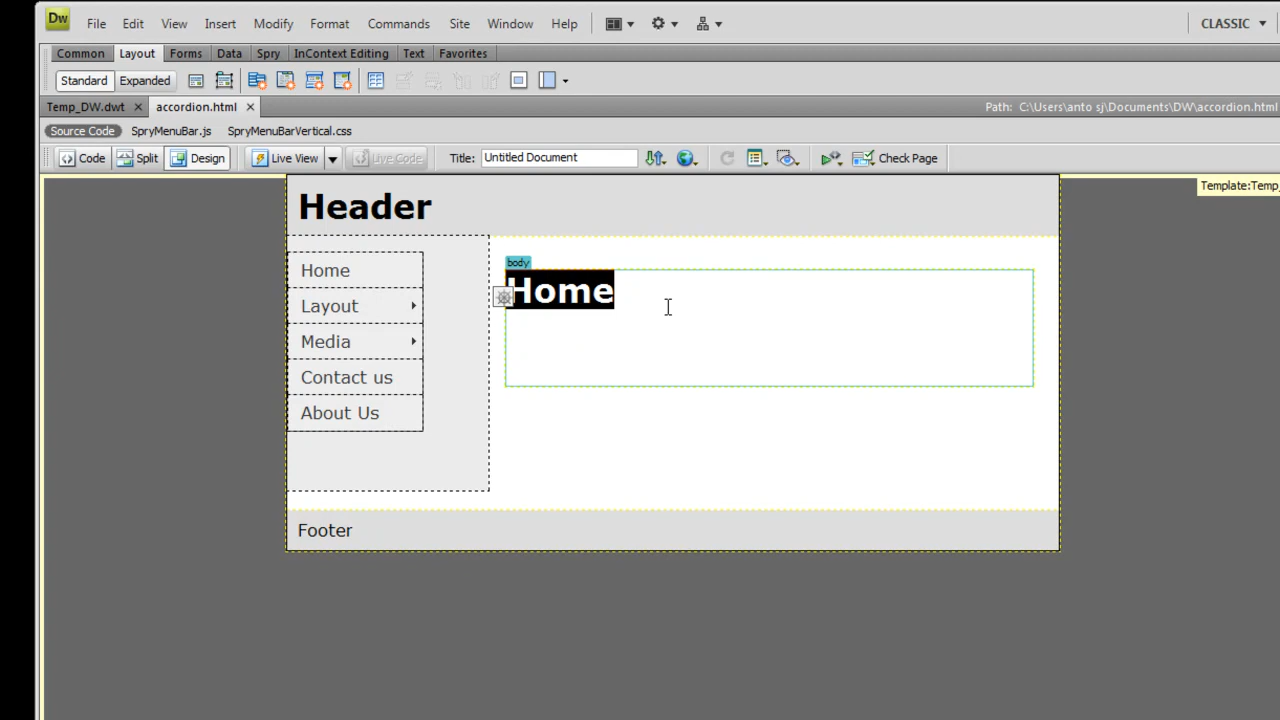 Dw File Edit View Insert Modify Format Commands Site Window Help CLASSIC
Common Layout Forms Data Spry InContext Editing Text Favorites
Standard Expanded
Temp_DW.dwt × accordion.html × Path: C:\Users\anto sj\Documents\DW\accordion.html
Source Code SpryMenuBar.js SpryMenuBarVertical.css
Code Split Design Live View Live Code Title: Untitled Document Check Page
Template:Temp_
Header
body
Home
Home
Layout
Media
Contact us
About Us
Footer